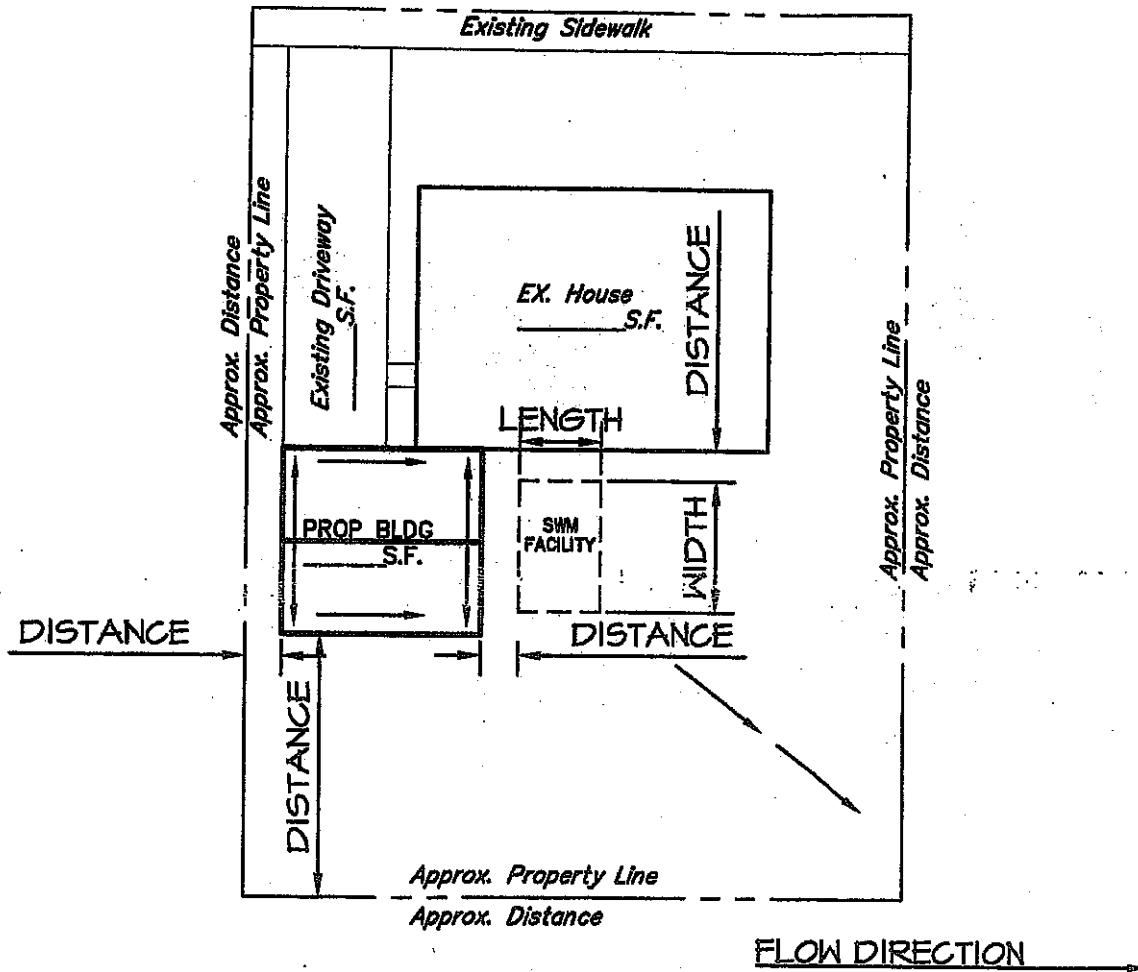 Existing Sidewalk
Approx. Distance
Approx. Property Line
Existing Driveway
S.F.
EX. House
S.F.
DISTANCE
LENGTH
Approx. Property Line
Approx. Distance
PROP BLDG
S.F.
SWM
FACILITY
WIDTH
DISTANCE
DISTANCE
DISTANCE
Approx. Property Line
Approx. Distance
FLOW DIRECTION